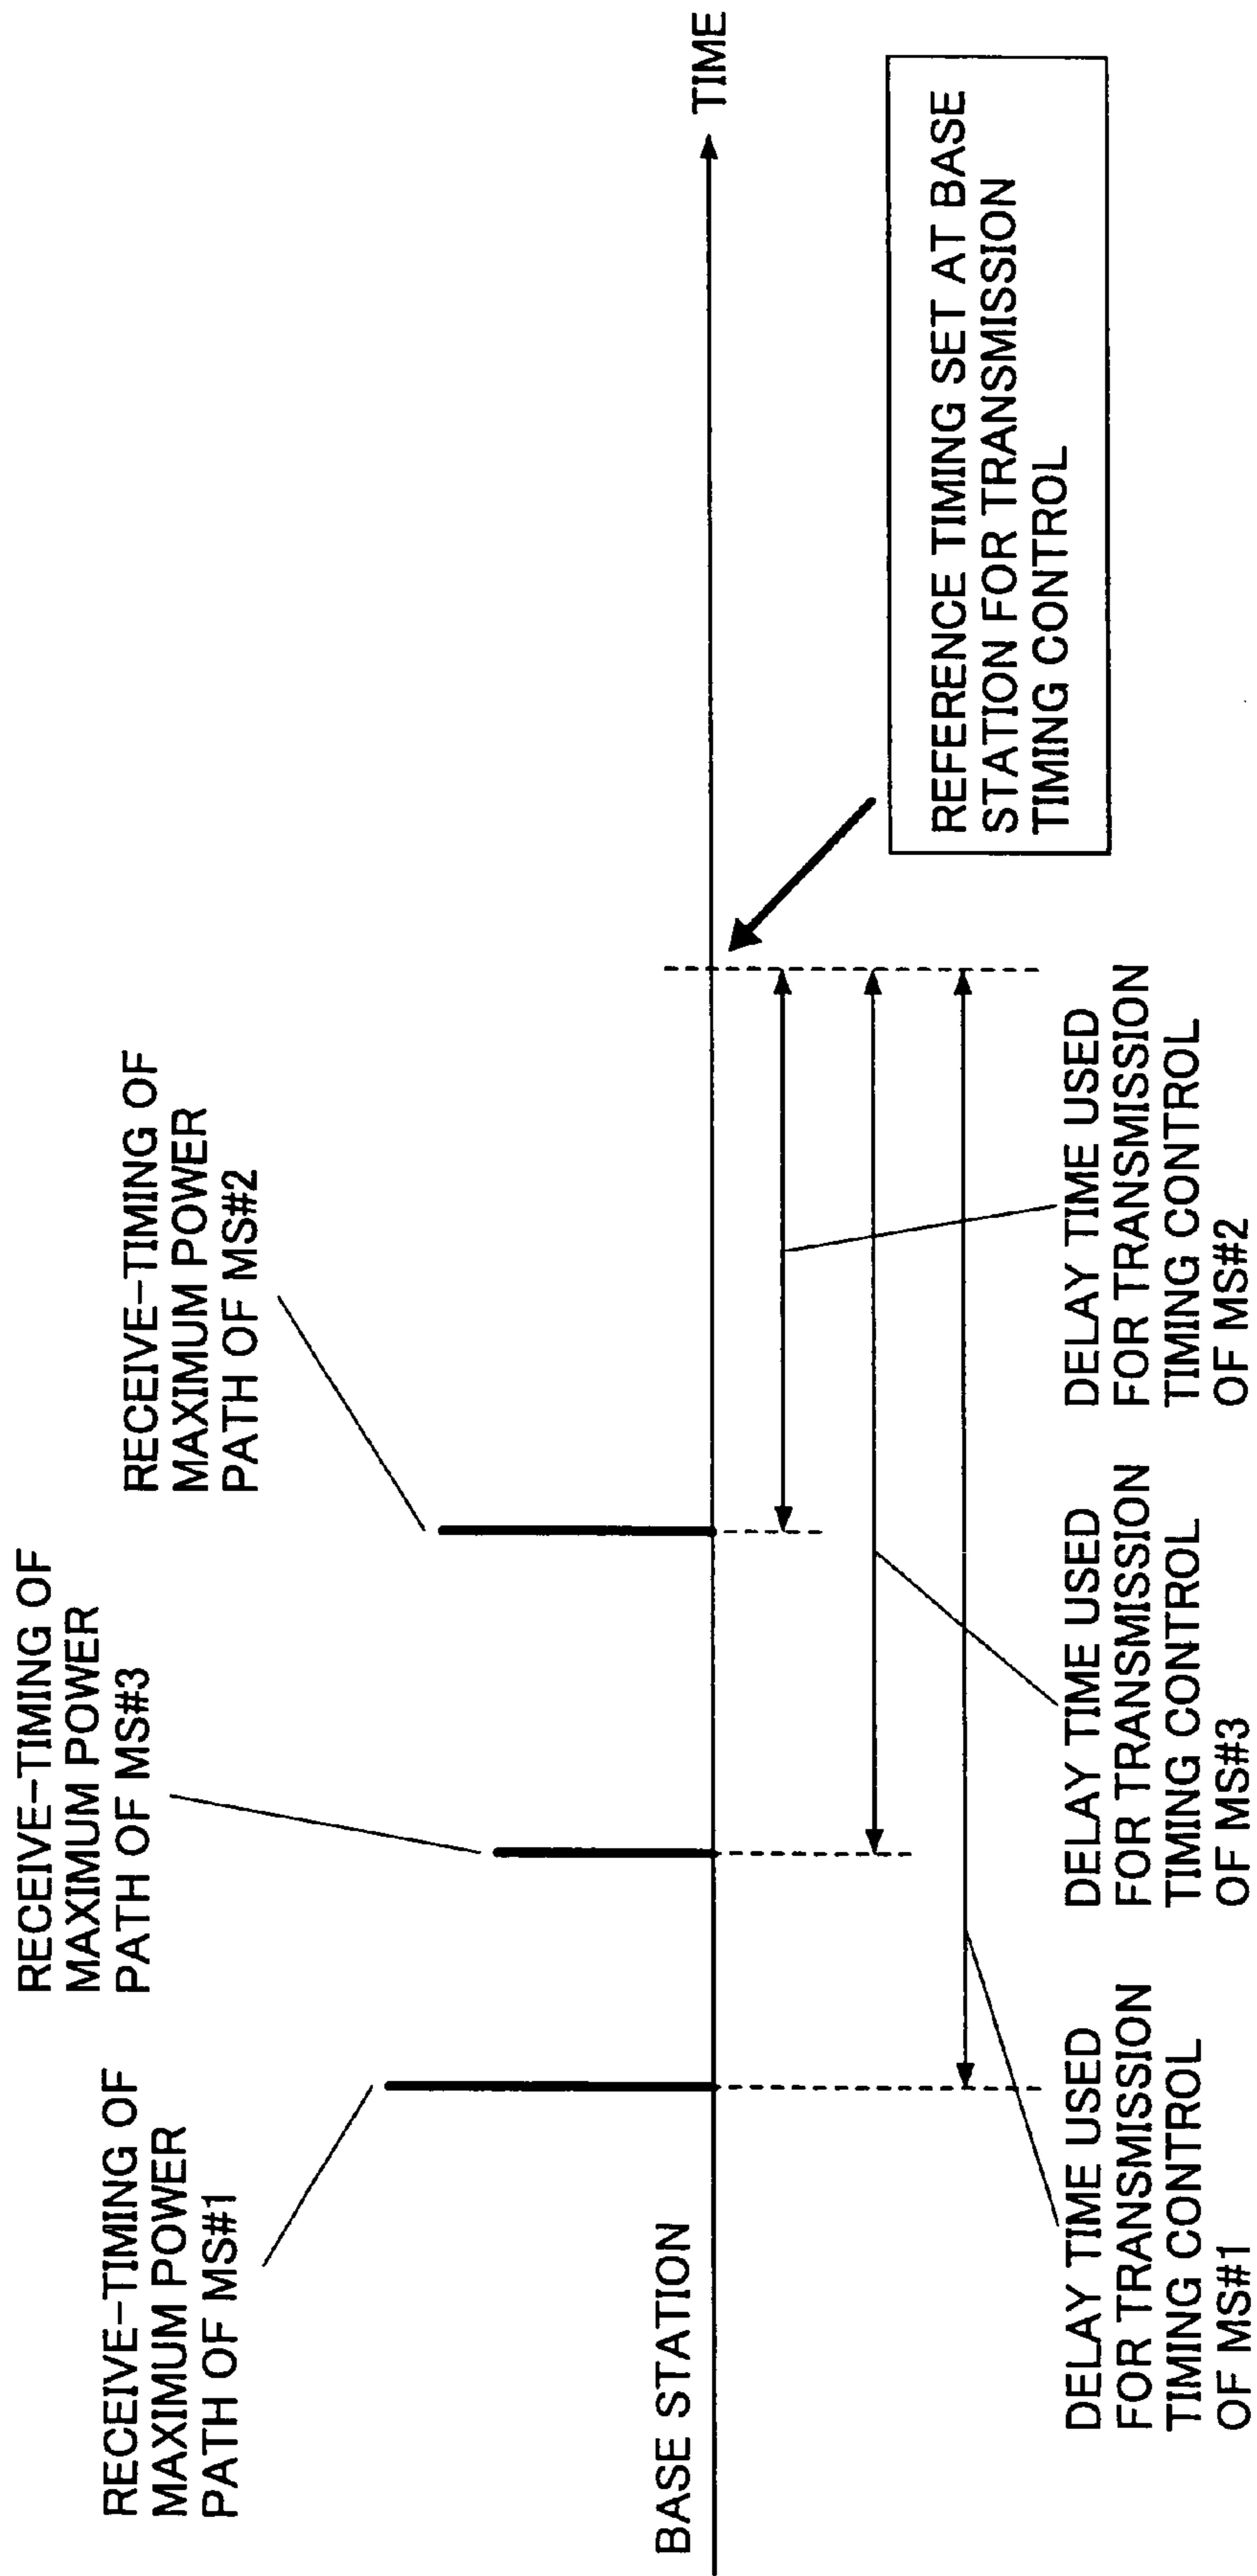 RECEIVE-TIMING OF
MAXIMUM POWER
PATH OF MS#1
RECEIVE-TIMING OF
MAXIMUM POWER
PATH OF MS#3
RECEIVE-TIMING OF
MAXIMUM POWER
PATH OF MS#2
BASE STATION
TIME
REFERENCE TIMING SET AT BASE
STATION FOR TRANSMISSION
TIMING CONTROL
DELAY TIME USED
FOR TRANSMISSION
TIMING CONTROL
OF MS#1
DELAY TIME USED
FOR TRANSMISSION
TIMING CONTROL
OF MS#3
DELAY TIME USED
FOR TRANSMISSION
TIMING CONTROL
OF MS#2